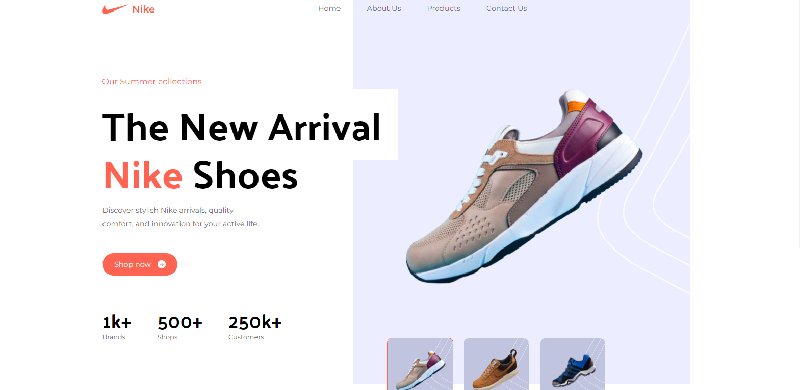 Nike
Home About Us Products Contact Us
Our Summer collections
The New Arrival
Nike Shoes
Discover stylish Nike arrivals, quality
comfort, and innovation for your active life.
Shop now
1k+ 500+ 250k+
Brands Shops Customers